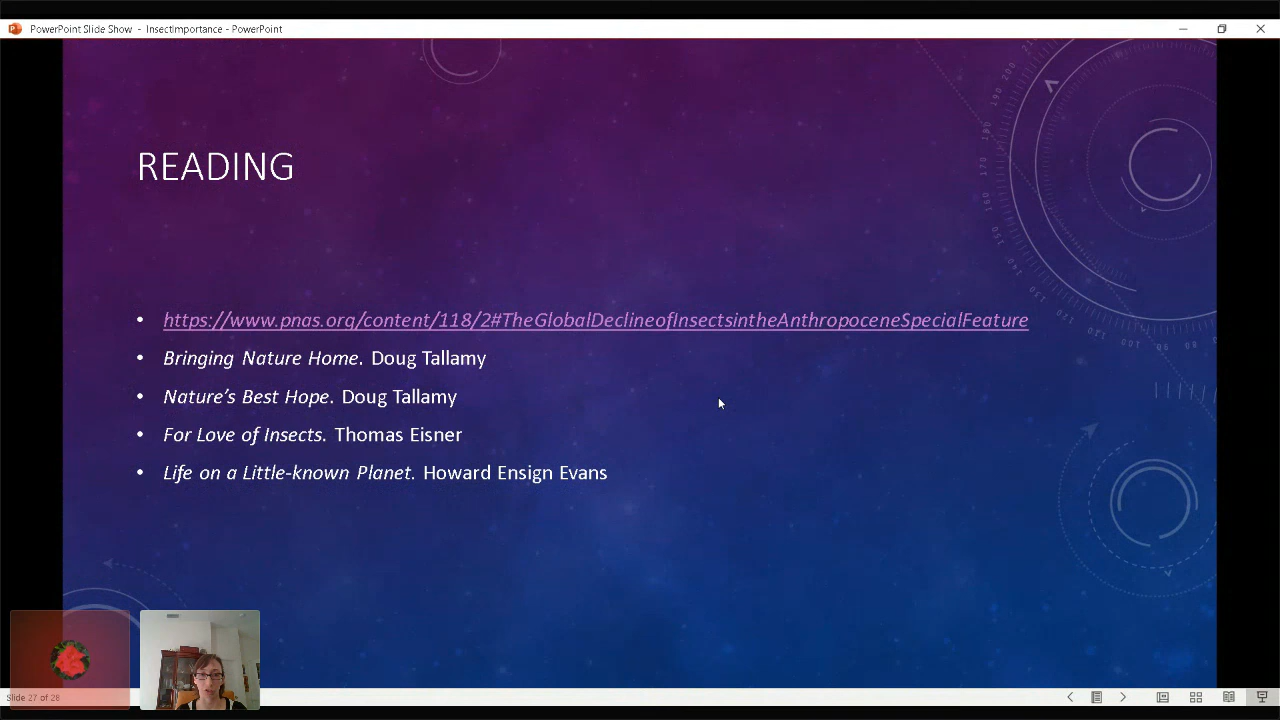 PowerPoint Slide Show - InsectImportance - PowerPoint
READING
• https://www.pnas.org/content/118/2#TheGlobalDeclineofInsectsintheAnthropoceneSpecialFeature
• Bringing Nature Home. Doug Tallamy
• Nature's Best Hope. Doug Tallamy
• For Love of Insects. Thomas Eisner
• Life on a Little-known Planet. Howard Ensign Evans
Slide 27 of 28